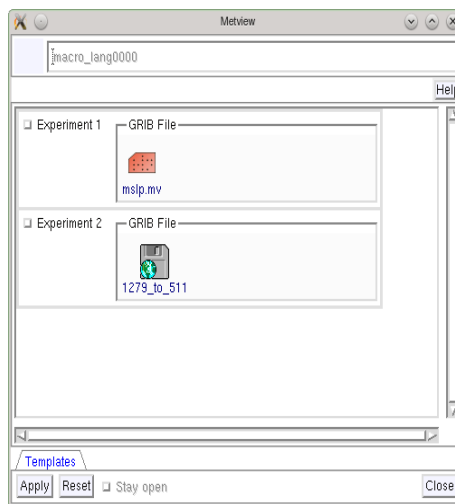 Metview
macro_lang0000
Help
Experiment 1
GRIB File
mslp.mv
Experiment 2
GRIB File
1279_to_511
Templates
Apply Reset Stay open Close